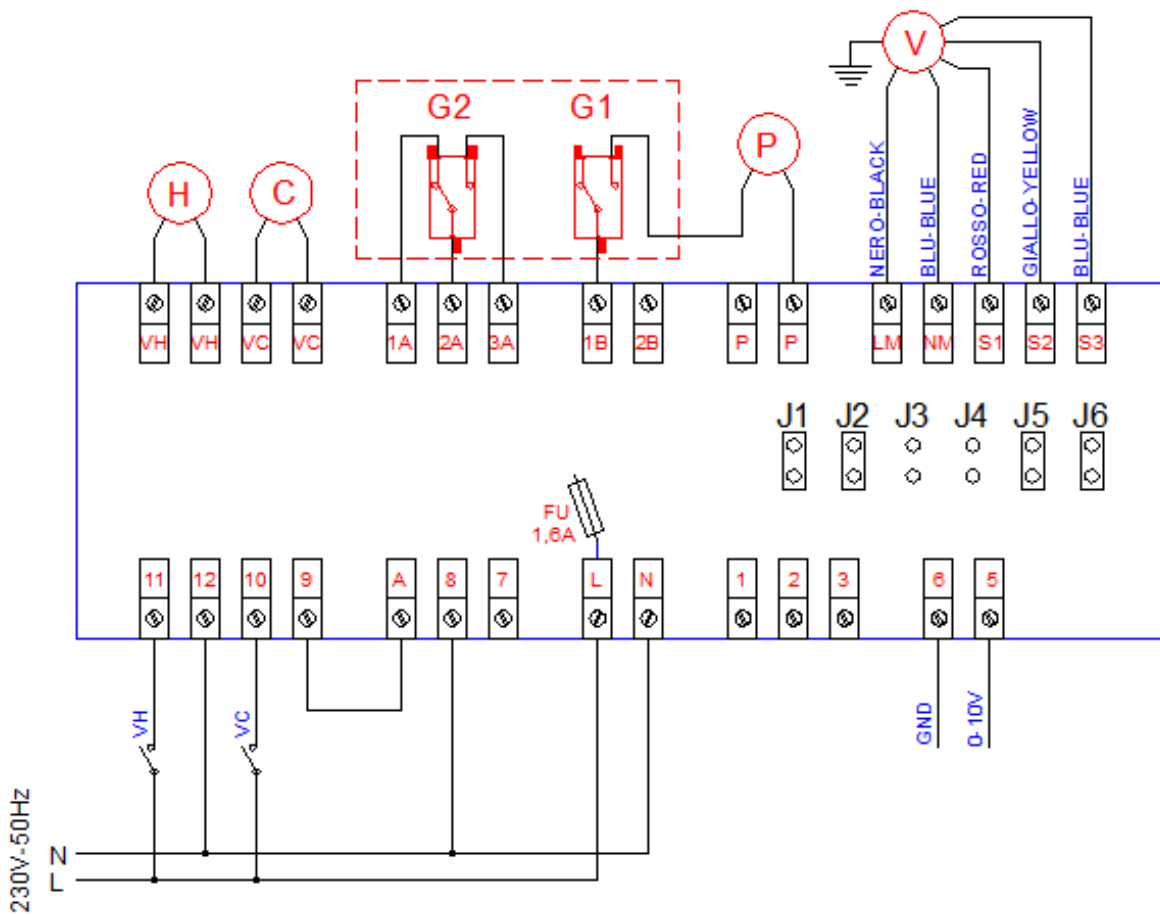 V
G2 G1
P
H C
NERO-BLACK
BLU-BLUE
ROSSO-RED
GIALLO-YELLOW
BLU-BLUE
VH VH VC VC 1A 2A 3A 1B 2B P P LM NM S1 S2 S3
J1 J2 J3 J4 J5 J6
FU
1,6A
11 12 10 9 A 8 7 L N 1 2 3 6 5
VH
VC
GND
0-10V
230V-50Hz
N
L